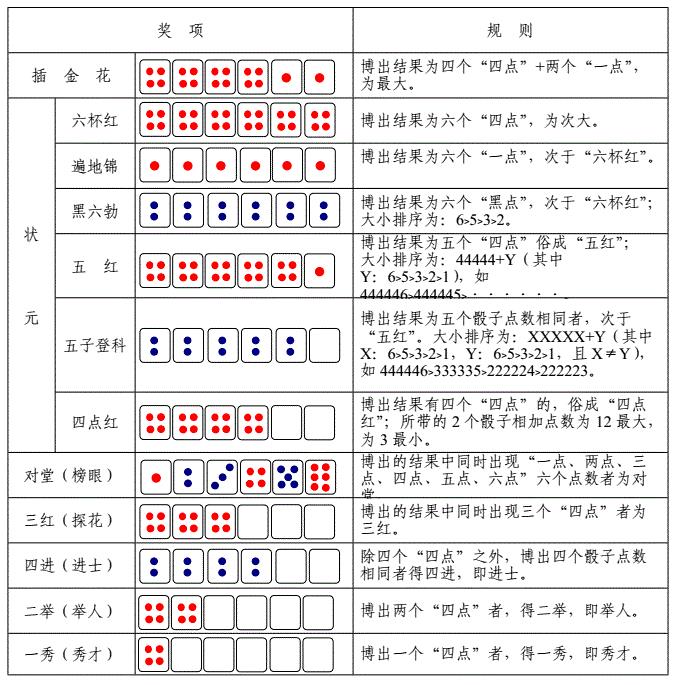 奖 项
规 则
插 金 花
博出结果为四个“四点”+两个“一点”，
为最大。
状
元
六杯红
博出结果为六个“四点”，为次大。
遍地锦
博出结果为六个“一点”，次于“六杯红”。
黑六勃
博出结果为六个“黑点”，次于“六杯红”；
大小排序为：6>5>3>2。
五 红
博出结果为五个“四点”俗成“五红”；
大小排序为：44444+Y（其中
Y：6>5>3>2>1），如
444446>444445>······。
五子登科
博出结果为五个骰子点数相同者，次于
“五红”。大小排序为：XXXXX+Y（其中
X：6>5>3>2>1，Y：6>5>3>2>1，且 X≠Y），
如 444446>333335>222224>222223。
四点红
博出结果有四个“四点”的，俗成“四点
红”；所带的 2 个骰子相加点数为 12 最大，
为 3 最小。
对堂（榜眼）
博出的结果中同时出现“一点、两点、三
点、四点、五点、六点”六个点数者为对
堂。
三红（探花）
博出的结果中同时出现三个“四点”者为
三红。
四进（进士）
除四个“四点”之外，博出四个骰子点数
相同者得四进，即进士。
二举（举人）
博出两个“四点”者，得二举，即举人。
一秀（秀才）
博出一个“四点”者，得一秀，即秀才。